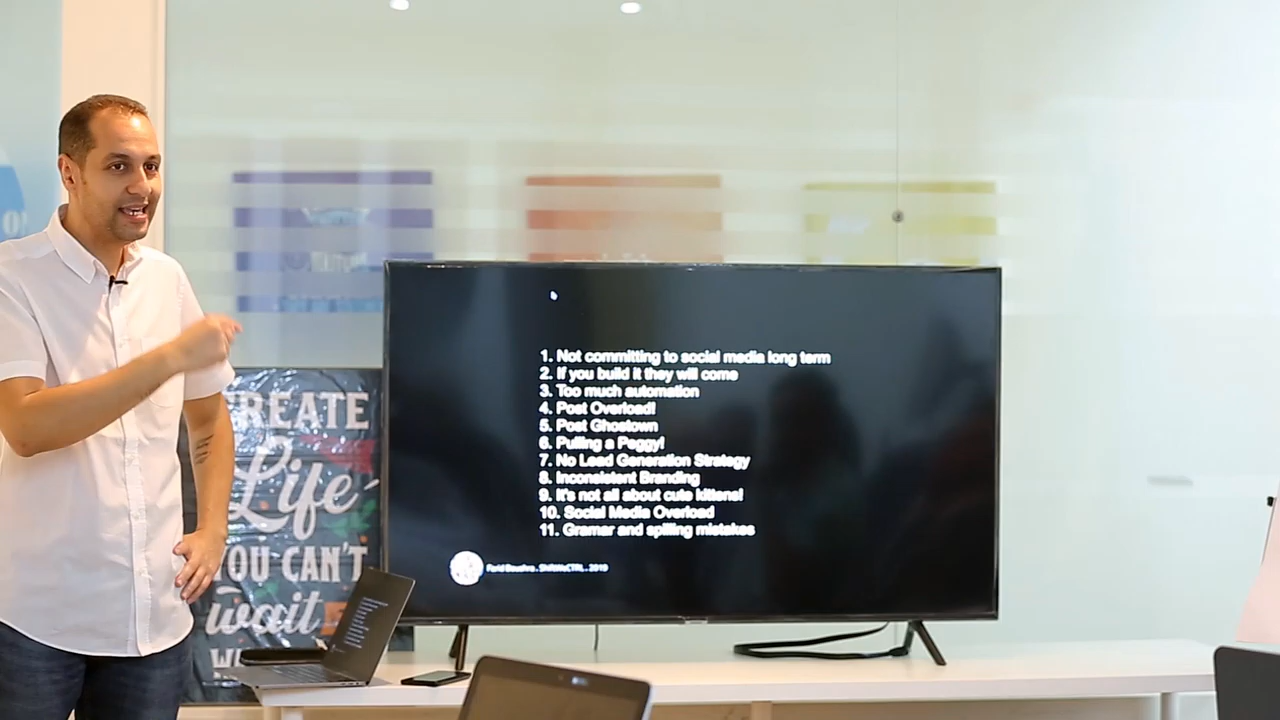 1. Not committing to social media long term
2. If you build it they will come
3. Too much automation
4. Post Overload!
5. Post Ghostown
6. Pulling a Peggy!
7. No Lead Generation Strategy
8. Inconsistent Branding
9. It's not all about cute kittens!
10. Social Media Overload
11. Gramar and spilling mistakes
2019
CREATE
Life
YOU CAN'T
wait